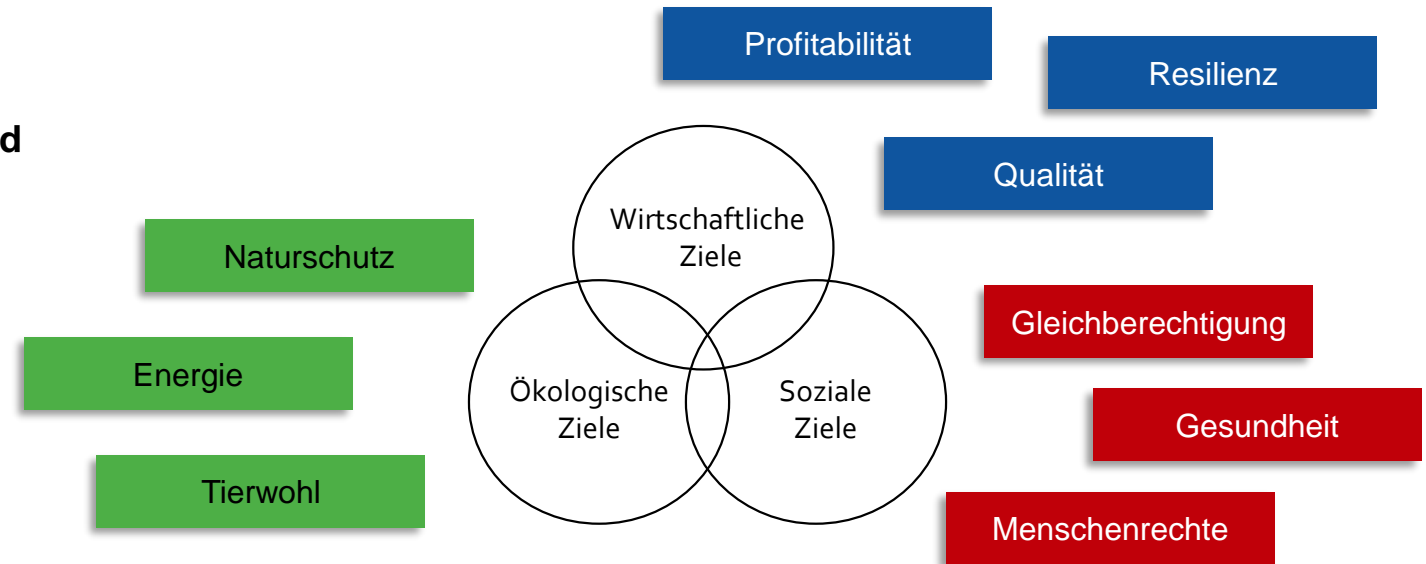 Profitabilität
Resilienz
d
Qualität
Wirtschaftliche
Ziele
Naturschutz
Gleichberechtigung
Energie
Ökologische
Ziele
Soziale
Ziele
Gesundheit
Tierwohl
Menschenrechte